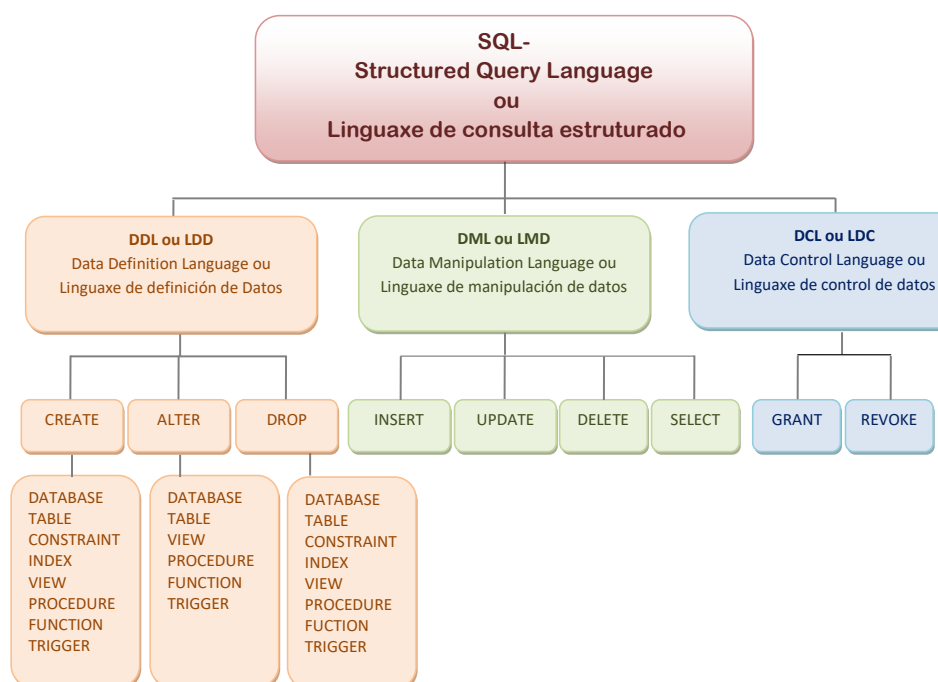 SQL-
Structured Query Language
ou
Linguaxe de consulta estruturado
DDL ou LDD
Data Definition Language ou
Linguaxe de definición de Datos
DML ou LMD
Data Manipulation Language ou
Linguaxe de manipulación de datos
DCL ou LDC
Data Control Language ou
Linguaxe de control de datos
CREATE
ALTER
DROP
INSERT
UPDATE
DELETE
SELECT
GRANT
REVOKE
DATABASE
TABLE
CONSTRAINT
INDEX
VIEW
PROCEDURE
FUNCTION
TRIGGER
DATABASE
TABLE
VIEW
PROCEDURE
FUNCTION
TRIGGER
DATABASE
TABLE
CONSTRAINT
INDEX
VIEW
PROCEDURE
FUCTION
TRIGGER